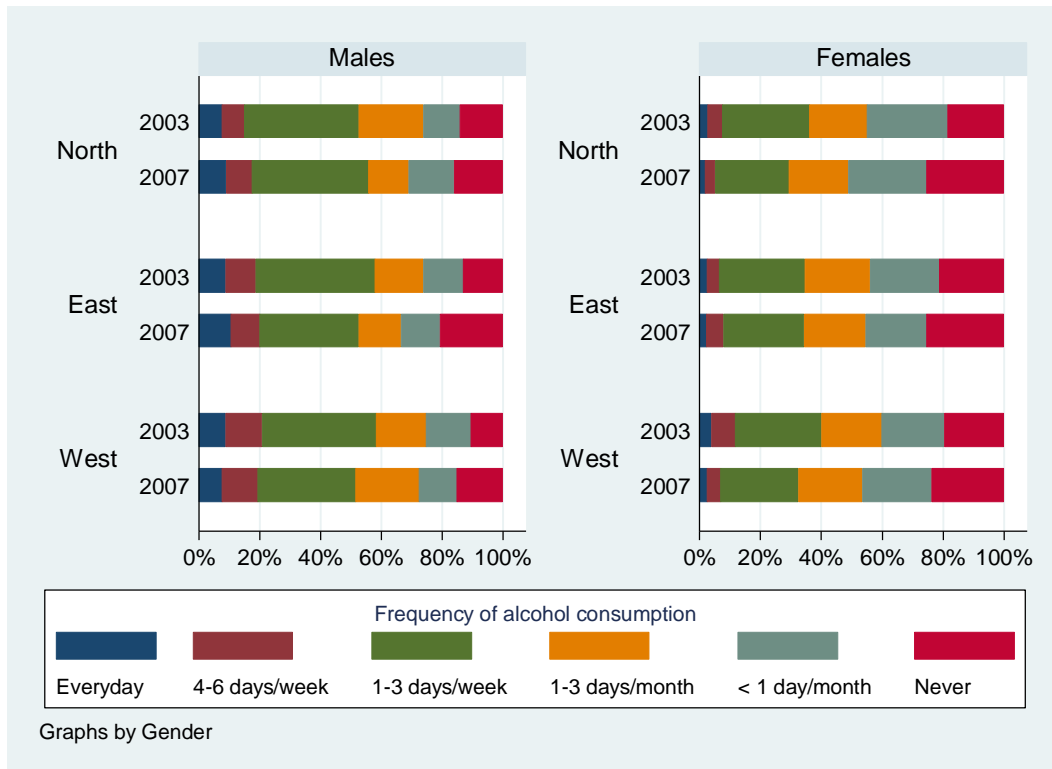 Males
2003
North
2007
2003
East
2007
2003
West
2007
0% 20% 40% 60% 80% 100%
Females
2003
North
2007
2003
East
2007
2003
West
2007
0% 20% 40% 60% 80% 100%
Frequency of alcohol consumption
Everyday 4-6 days/week 1-3 days/week 1-3 days/month < 1 day/month Never
Graphs by Gender